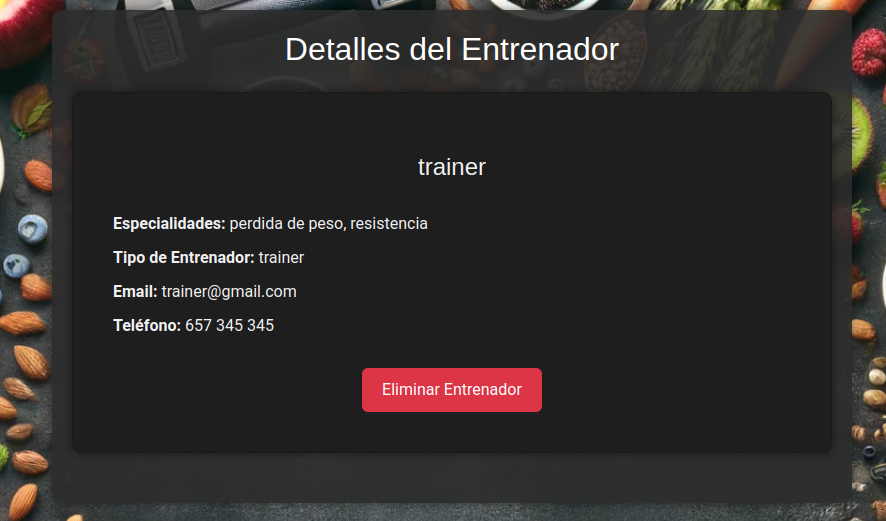 Detalles del Entrenador
trainer
Especialidades: perdida de peso, resistencia
Tipo de Entrenador: trainer
Email: trainer@gmail.com
Teléfono: 657 345 345
Eliminar Entrenador